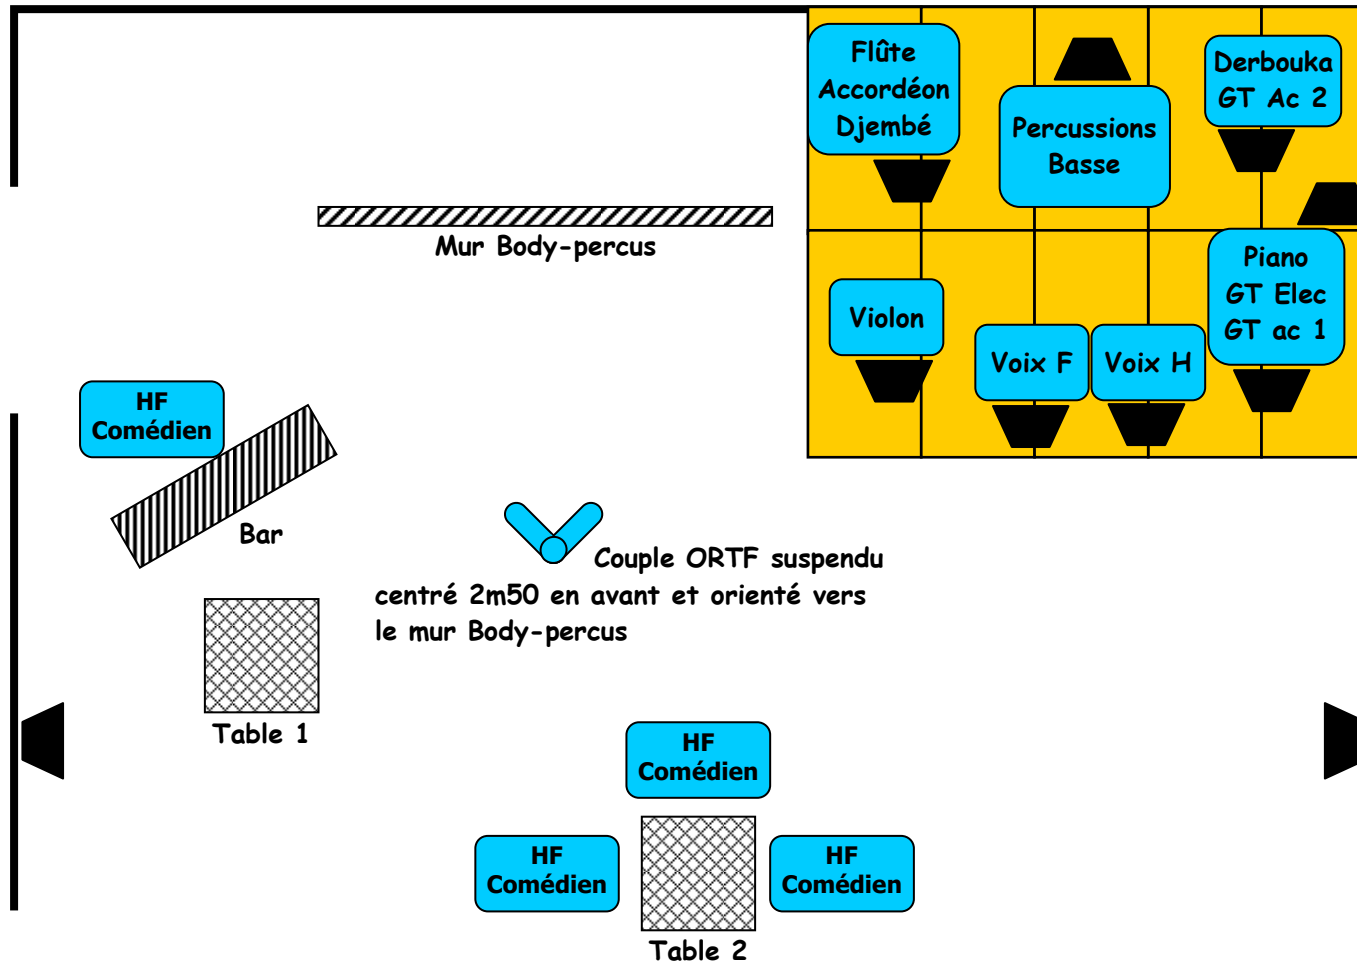 Flûte
Accordéon
Djembé
Percussions
Basse
Derbouka
GT Ac 2
Mur Body-percus
Violon
Voix F
Voix H
Piano
GT Elec
GT ac 1
HF
Comédien
Bar
Couple ORTF suspendu
centré 2m50 en avant et orienté vers
le mur Body-percus
Table 1
HF
Comédien
HF
Comédien
HF
Comédien
Table 2